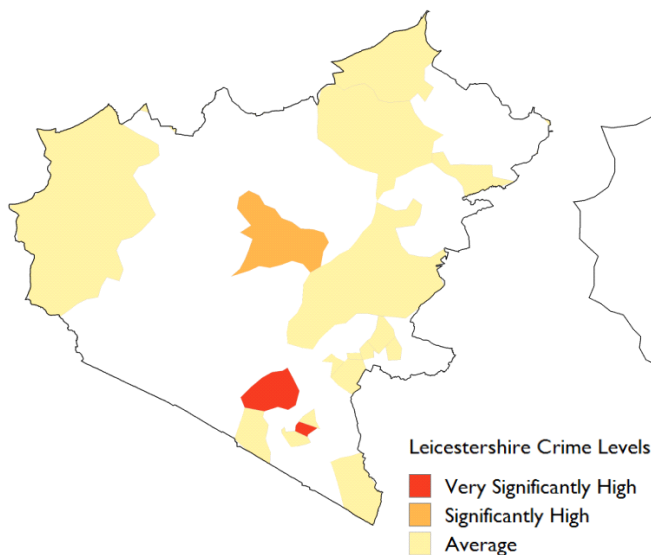 Leicestershire Crime Levels
Very Significantly High
Significantly High
Average